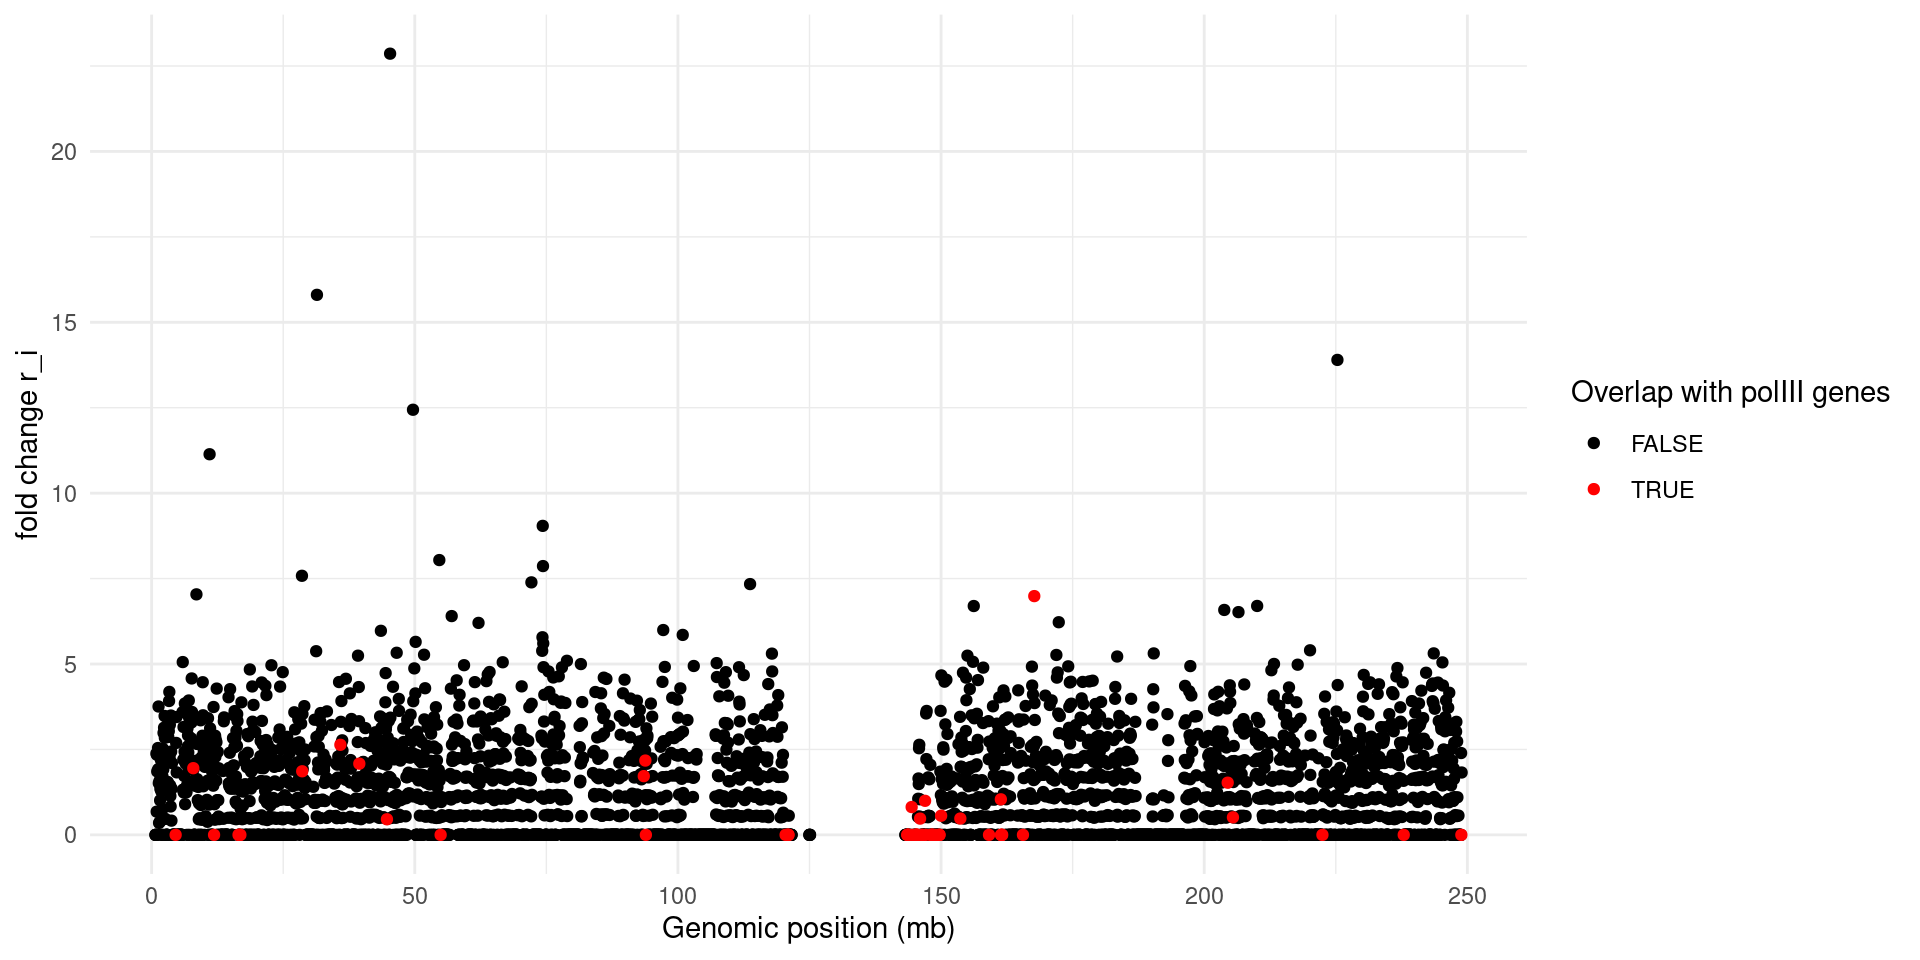 20
15
10
5
0
fold change r_i
0
50
100
150
200
250
Genomic position (mb)
Overlap with polIII genes
FALSE
TRUE